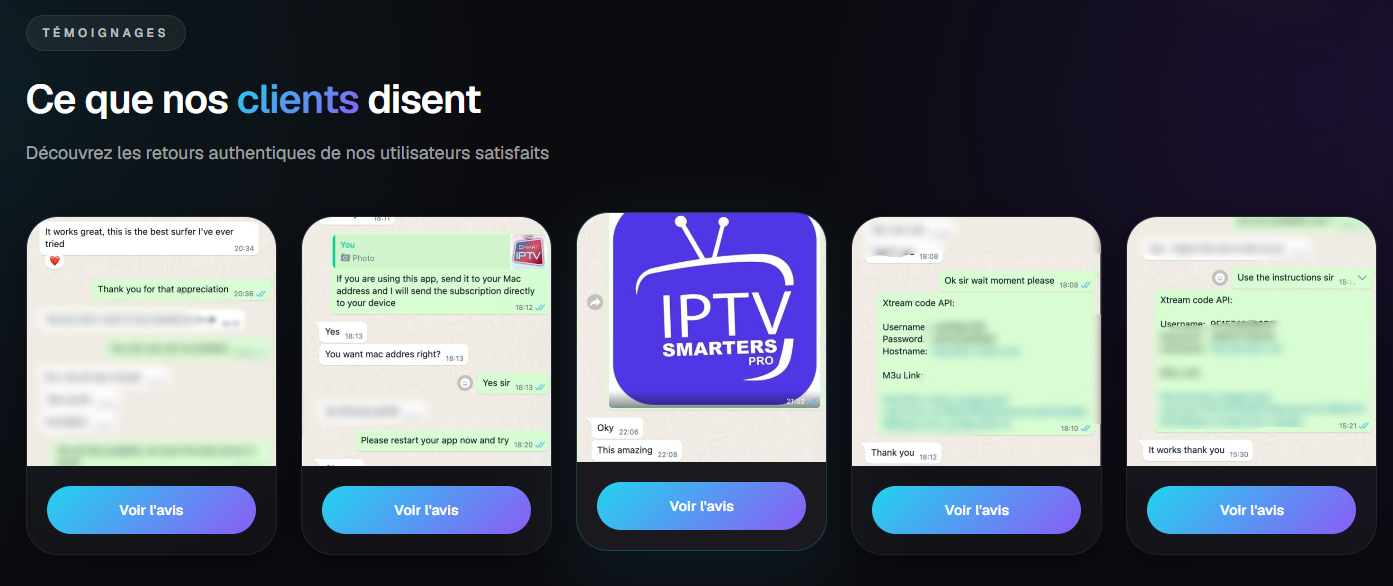 TÉMOIGNAGES
Ce que nos clients disent
Découvrez les retours authentiques de nos utilisateurs satisfaits
It works great, this is the best surfer I've ever
tried
20:34
Thank you for that appreciation 20:36
Voir l'avis
18:11
You
Photo
SMART
IPTV
If you are using this app, send it to your Mac
address and I will send the subscription directly
to your device
18:12
Yes 18:13
You want mac addres right? 18:13
Yes sir 18:13
Please restart your app now and try 18:20
Voir l'avis
IPTV
SMARTERS
PRO
21:52
Oky 22:06
This amazing 22:08
Voir l'avis
18:08
Ok sir wait moment please 18:08
Xtream code API:
Username
Password
Hostname:
M3u Link
18:10
Thank you 18:12
Voir l'avis
Use the instructions sir 15:
Xtream code API:
Username:
15:21
It works thank you 15:30
Voir l'avis